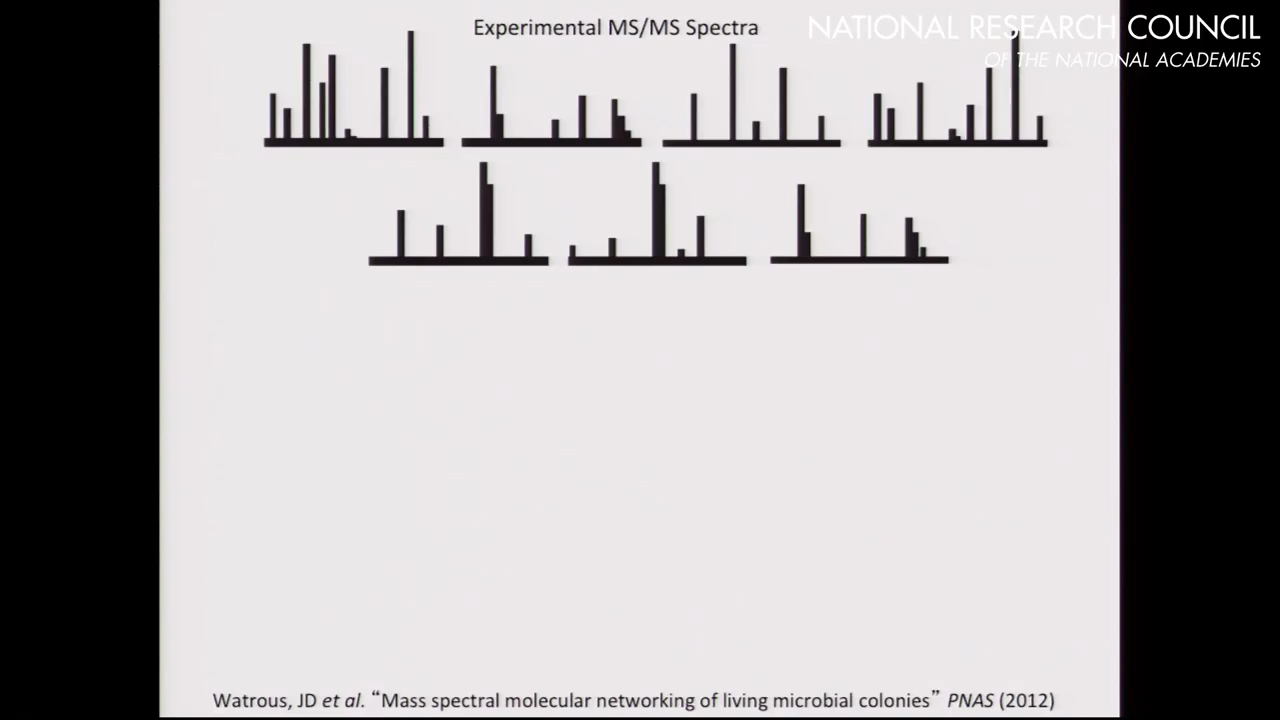 Experimental MS/MS Spectra
NATIONAL RESEARCH COUNCIL
OF THE NATIONAL ACADEMIES
Watrous, JD et al. “Mass spectral molecular networking of living microbial colonies” PNAS (2012)